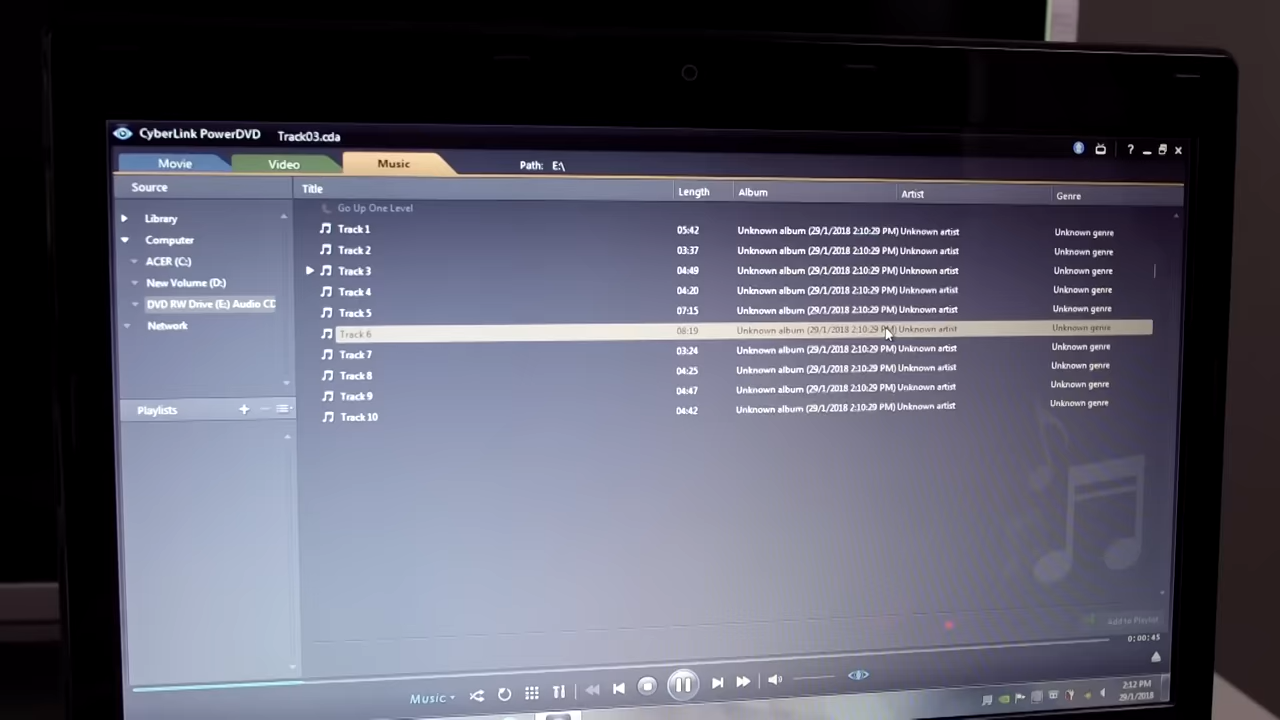 CyberLink PowerDVD Track03.cda
Movie Video Music Path: E:\
Source Title Length Album Artist Genre
Go Up One Level
Library Track 1 05:42 Unknown album (29/1/2018 2:10:29 PM) Unknown artist Unknown genre
Computer Track 2 03:37 Unknown album (29/1/2018 2:10:29 PM) Unknown artist Unknown genre
ACER (C:) Track 3 04:49 Unknown album (29/1/2018 2:10:29 PM) Unknown artist Unknown genre
New Volume (D:) Track 4 04:20 Unknown album (29/1/2018 2:10:29 PM) Unknown artist Unknown genre
DVD RW Drive (E:) Audio CD Track 5 07:15 Unknown album (29/1/2018 2:10:29 PM) Unknown artist Unknown genre
Network Track 6 08:19 Unknown album (29/1/2018 2:10:29 PM) Unknown artist Unknown genre
Track 7 03:24 Unknown album (29/1/2018 2:10:29 PM) Unknown artist Unknown genre
Track 8 04:25 Unknown album (29/1/2018 2:10:29 PM) Unknown artist Unknown genre
Track 9 04:47 Unknown album (29/1/2018 2:10:29 PM) Unknown artist Unknown genre
Playlists Track 10 04:42 Unknown album (29/1/2018 2:10:29 PM) Unknown artist Unknown genre
Add to Playlist
0:00:45
Music
2:12 PM
29/1/2018